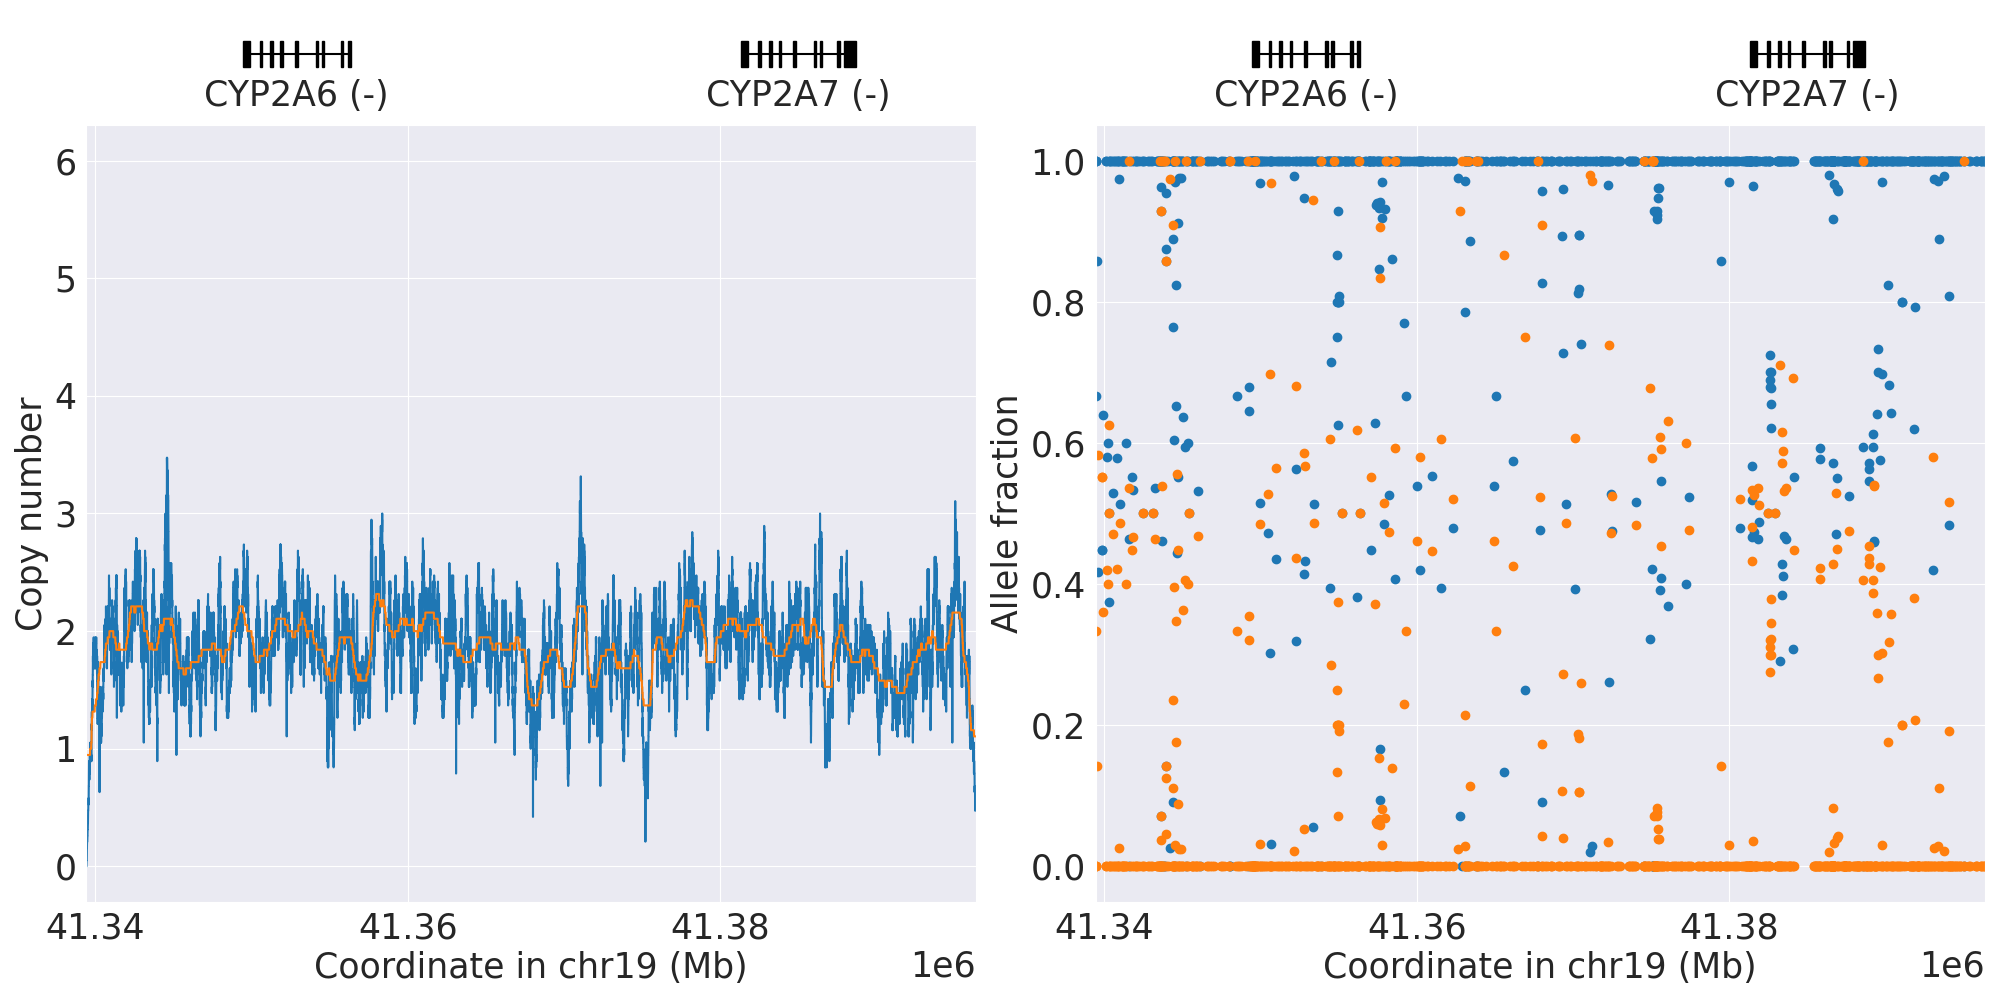 CYP2A6 (-)
CYP2A7 (-)
6
5
4
3
2
1
0
Copy number
41.34
41.36
41.38
Coordinate in chr19 (Mb)
1e6
CYP2A6 (-)
CYP2A7 (-)
1.0
0.8
0.6
0.4
0.2
0.0
Allele fraction
41.34
41.36
41.38
Coordinate in chr19 (Mb)
1e6